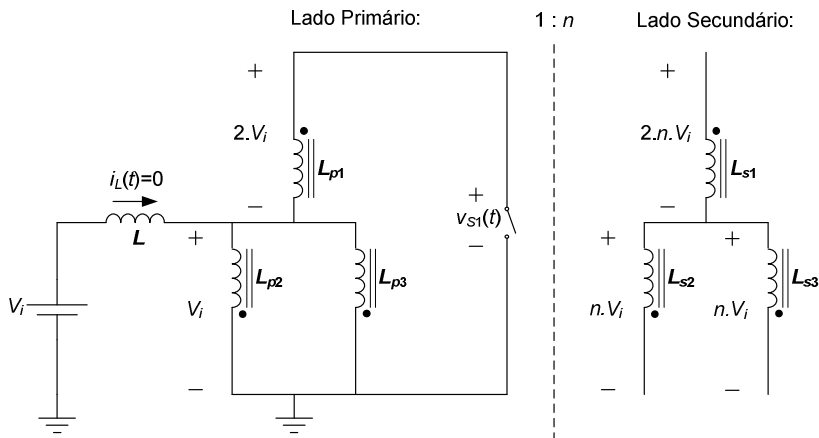 Lado Primário:
1 : n
Lado Secundário:
+
2.Vi
Lp1
−
iL(t)=0
L
Vi
+
Vi
−
Lp2
Lp3
+
vS1(t)
−
+
2.n.Vi
Ls1
−
+
n.Vi
−
Ls2
+
n.Vi
−
Ls3